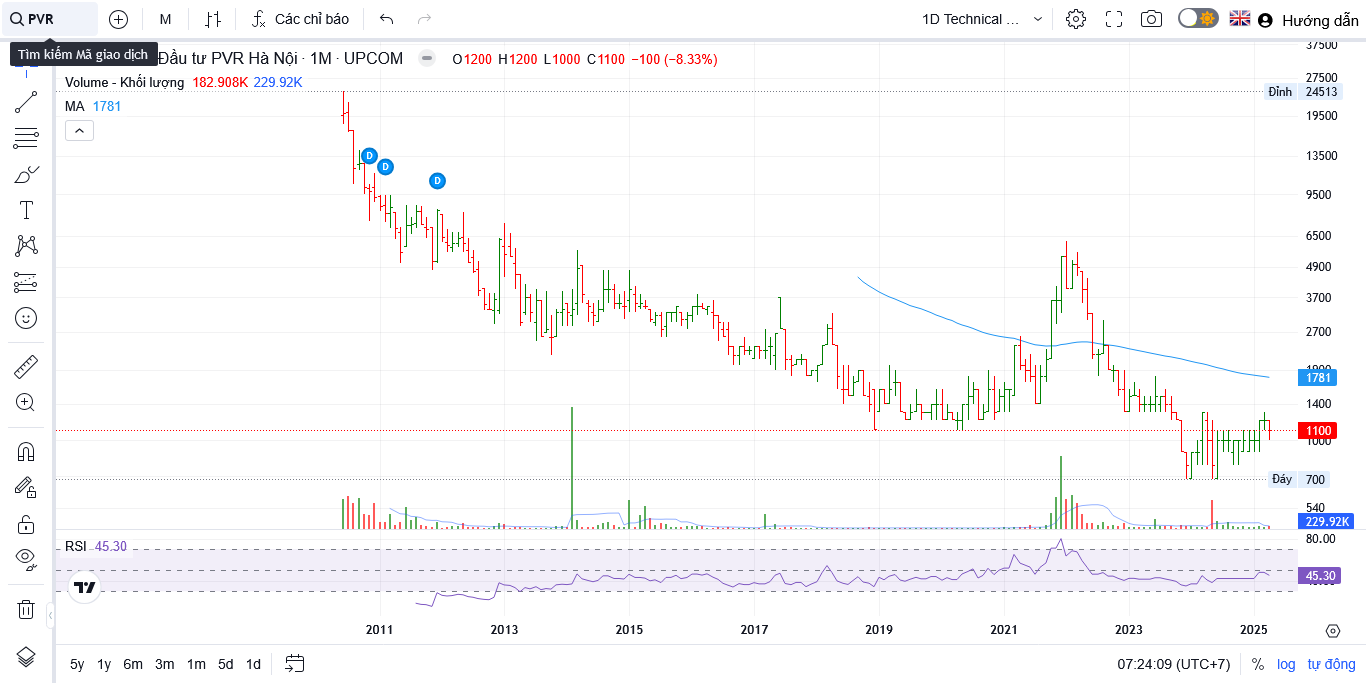 PVR
M
Các chỉ báo
1D Technical ...
Hướng dẫn
Tìm kiếm Mã giao dịch
Đầu tư PVR Hà Nội · 1M · UPCOM
O1200 H1200 L1000 C1100 −100 (−8.33%)
Volume - Khối lượng 182.908K 229.92K
MA 1781
D
D
D
37500
27500
Đỉnh 24513
19500
13500
9500
6500
4900
3700
2700
1900
1781
1400
1100
1000
Đáy 700
540
229.92K
RSI 45.30
80.00
45.30
2011 2013 2015 2017 2019 2021 2023 2025
5y 1y 6m 3m 1m 5d 1d
07:24:09 (UTC+7) % log tự động